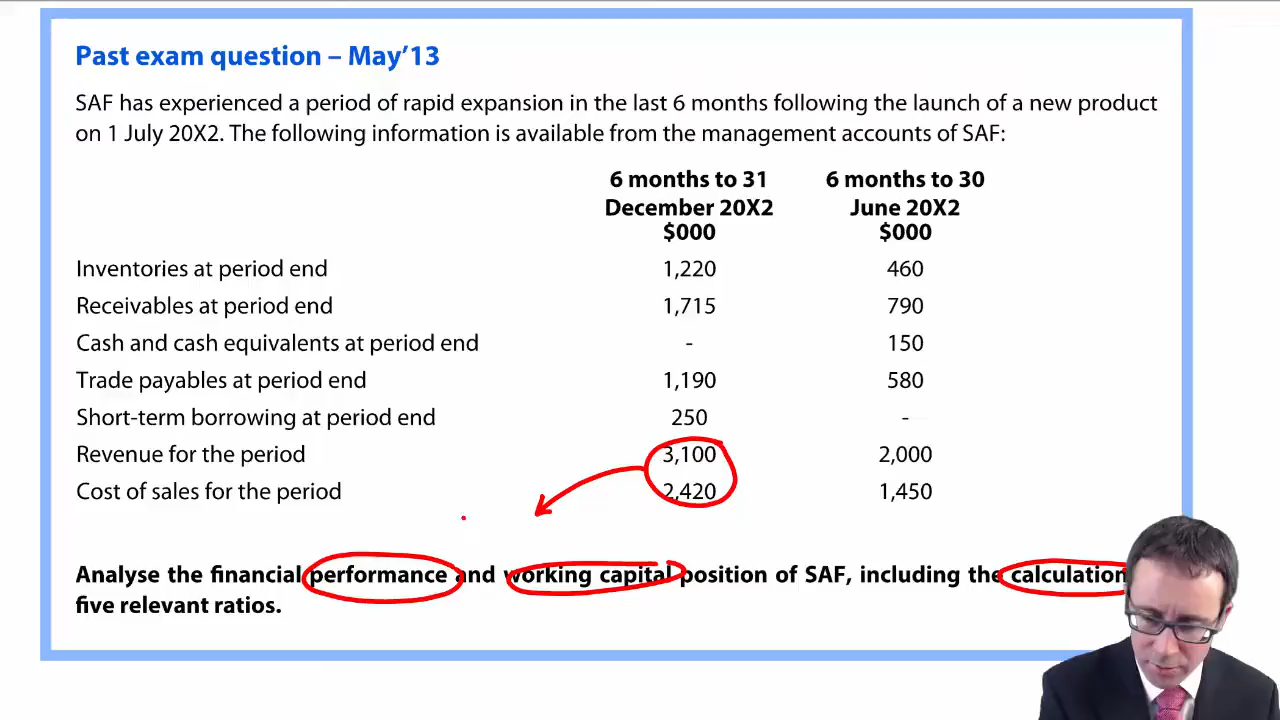 Past exam question – May'13
SAF has experienced a period of rapid expansion in the last 6 months following the launch of a new product
on 1 July 20X2. The following information is available from the management accounts of SAF:
6 months to 31 6 months to 30
December 20X2 June 20X2
$000 $000
Inventories at period end 1,220 460
Receivables at period end 1,715 790
Cash and cash equivalents at period end - 150
Trade payables at period end 1,190 580
Short-term borrowing at period end 250 -
Revenue for the period 3,100 2,000
Cost of sales for the period 2,420 1,450
Analyse the financial performance and working capital position of SAF, including the calculation
five relevant ratios.